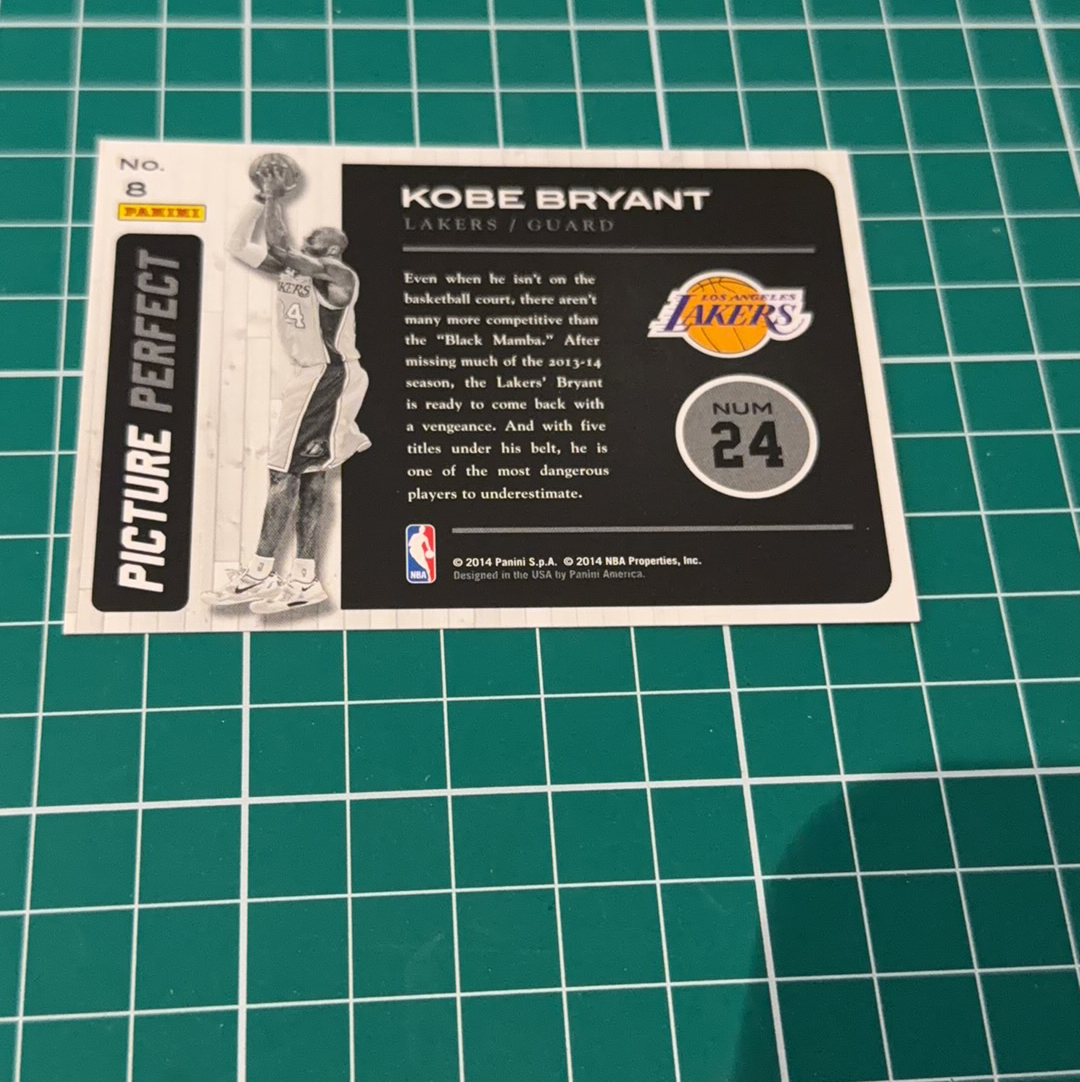 No.
8
PANINI
PICTURE PERFECT
KOBE BRYANT
LAKERS / GUARD
Even when he isn't on the
basketball court, there aren't
many more competitive than
the "Black Mamba." After
missing much of the 2013-14
season, the Lakers' Bryant
is ready to come back with
a vengeance. And with five
titles under his belt, he is
one of the most dangerous
players to underestimate.
LOS ANGELES
LAKERS
NUM
24
NBA
© 2014 Panini S.p.A. © 2014 NBA Properties, Inc.
Designed in the USA by Panini America.